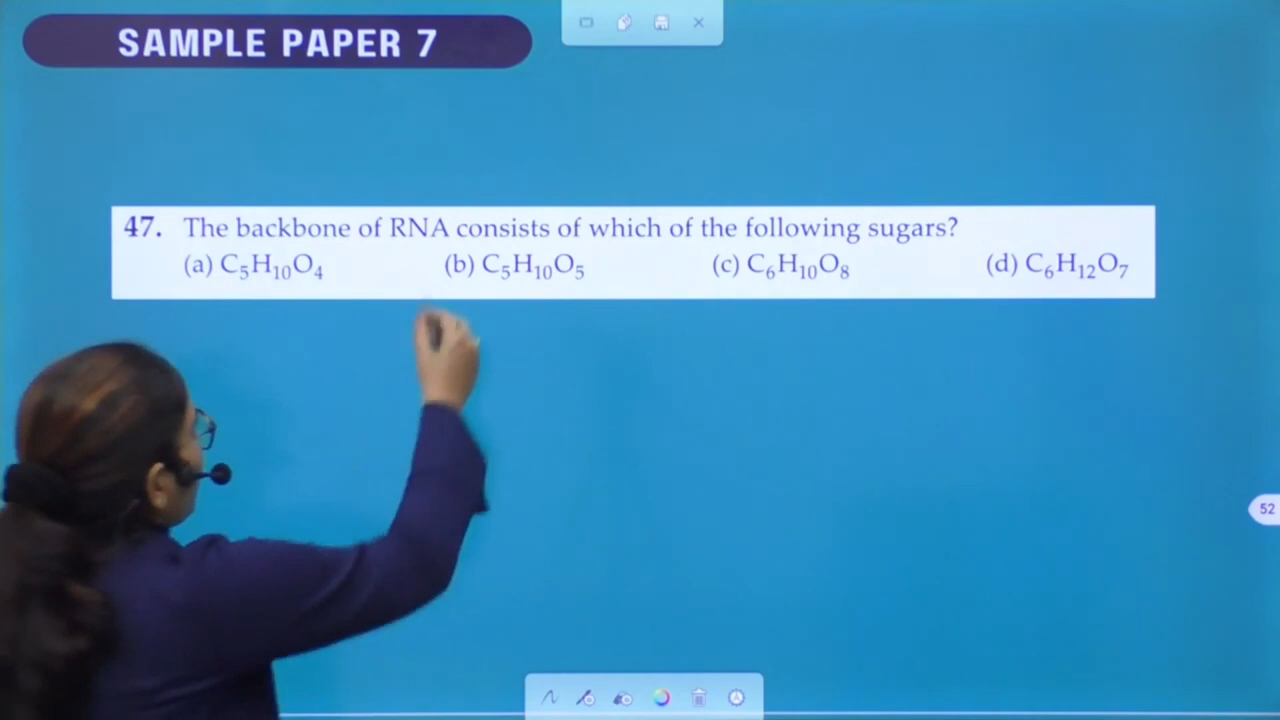 SAMPLE PAPER 7
47. The backbone of RNA consists of which of the following sugars?
(a) C₅H₁₀O₄ (b) C₅H₁₀O₅ (c) C₆H₁₀O₈ (d) C₆H₁₂O₇
52